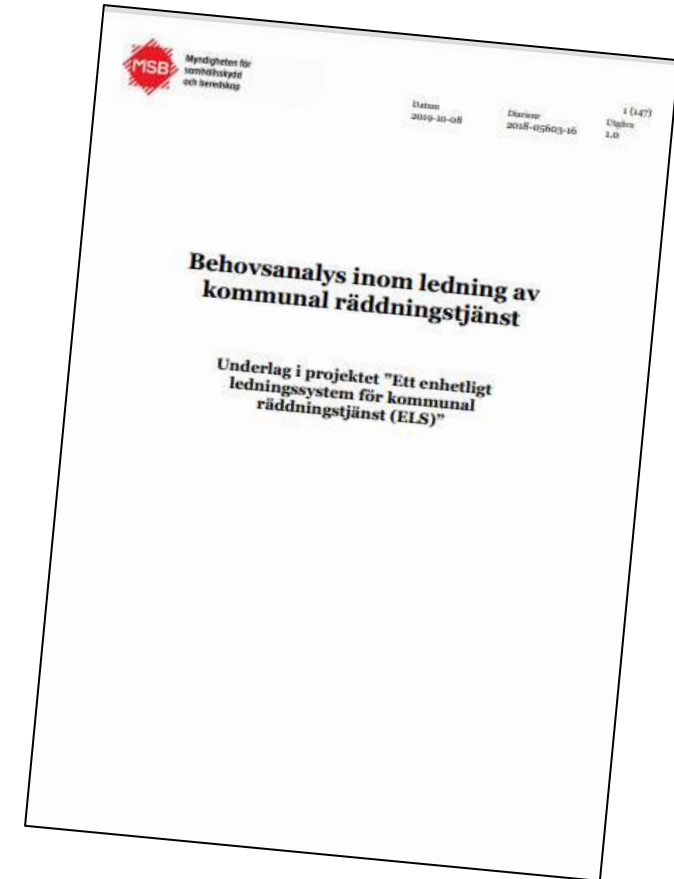 MSB
Myndigheten för
samhällsskydd
och beredskap
1 (147)
Datum
Diarienr
Utgåva
2019-10-08
2018-05603-16
1.0
Behovsanalys inom ledning av
kommunal räddningstjänst
Underlag i projektet ”Ett enhetligt
ledningssystem för kommunal
räddningstjänst (ELS)”